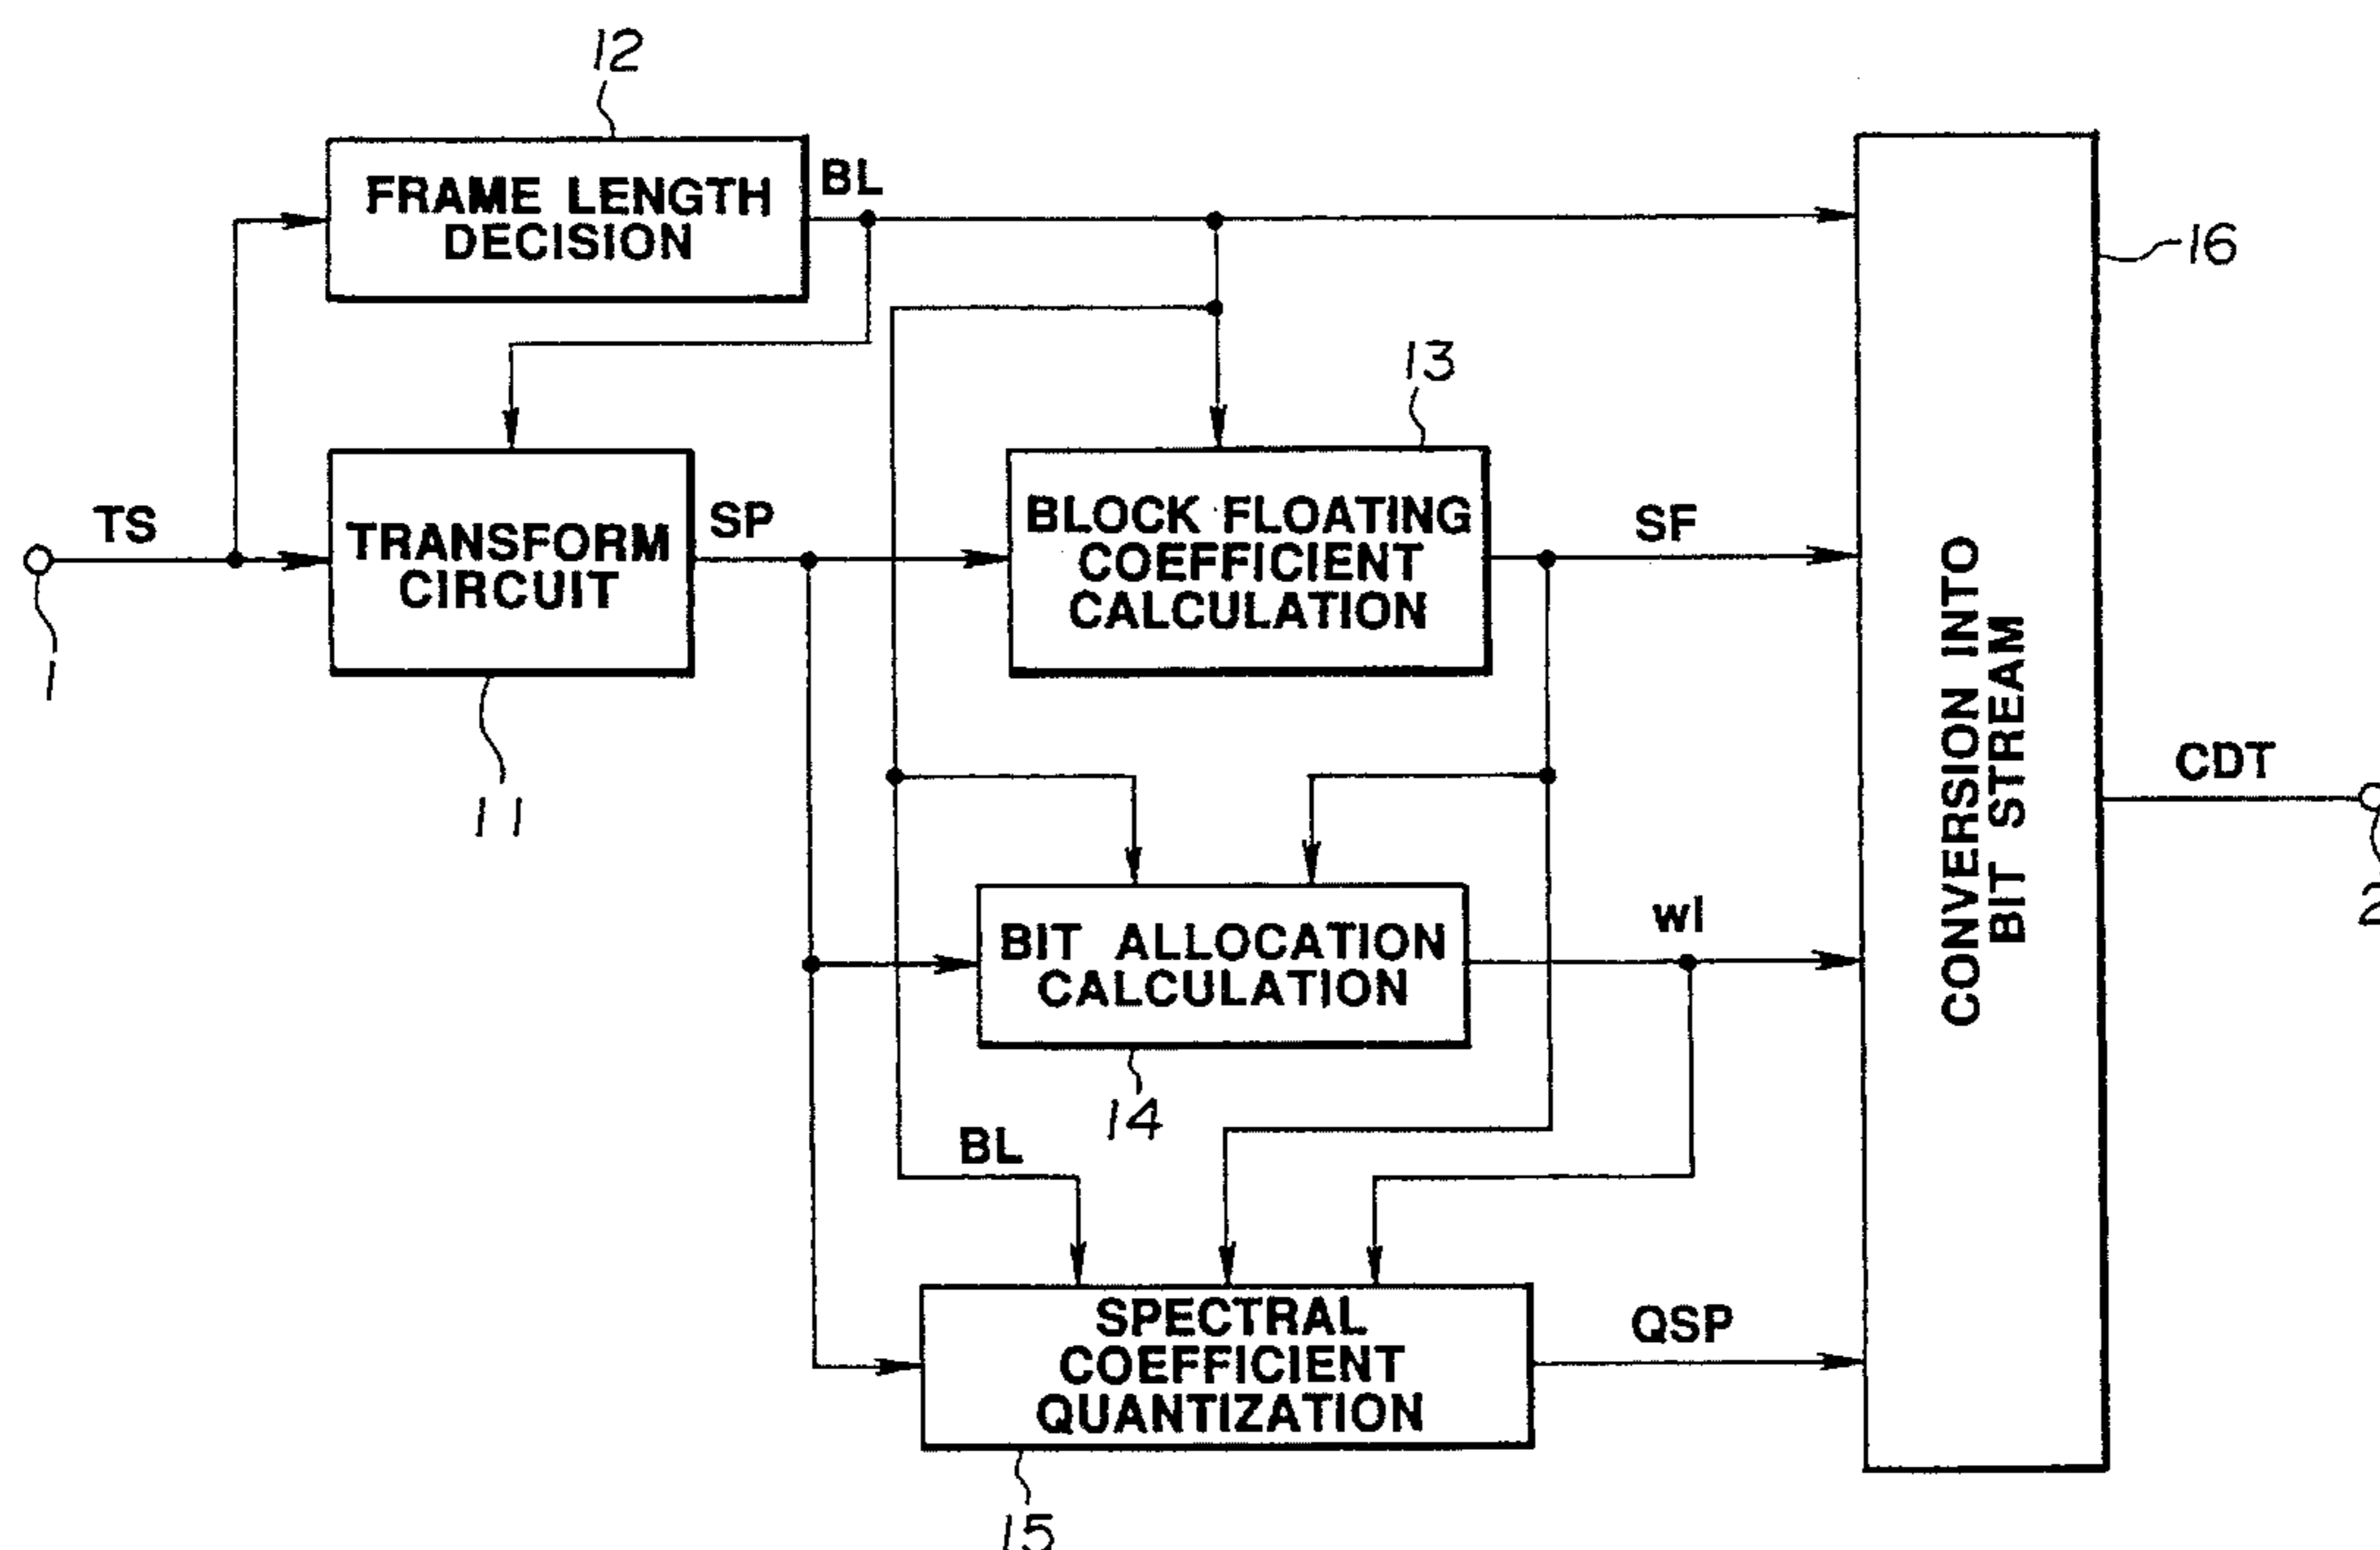 12
FRAME LENGTH
DECISION
BL
16
13
TS
TRANSFORM
CIRCUIT
SP
BLOCK FLOATING
COEFFICIENT
CALCULATION
SF
1
11
CONVERSION INTO
BIT STREAM
CDT
2
BIT ALLOCATION
CALCULATION
wl
14
BL
SPECTRAL
COEFFICIENT
QUANTIZATION
QSP
15